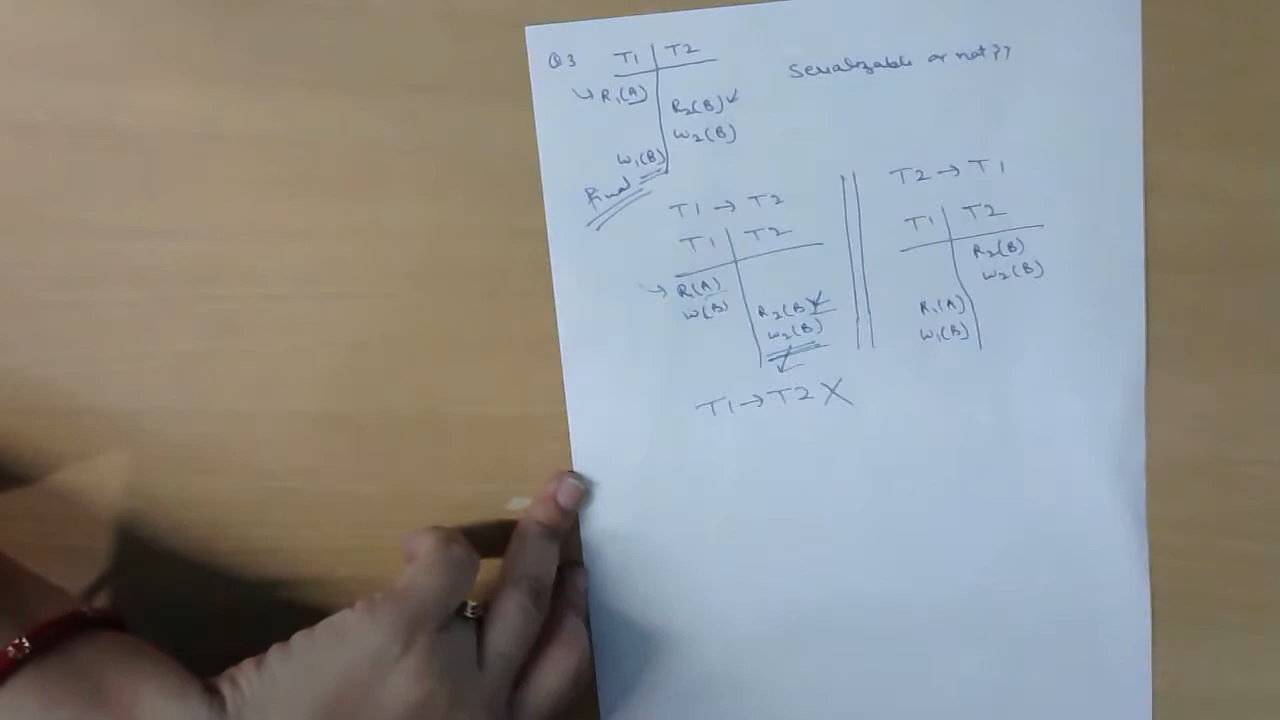 Q3 T1 T2 Serializable or not??
R1(A)
R2(B)
W2(B)
W1(B)
Final
T1 → T2
T1 T2
R(A)
W(B)
R2(B)
W2(B)
T1 → T2 X
T2 → T1
T1 T2
R2(B)
W2(B)
R1(A)
W1(B)